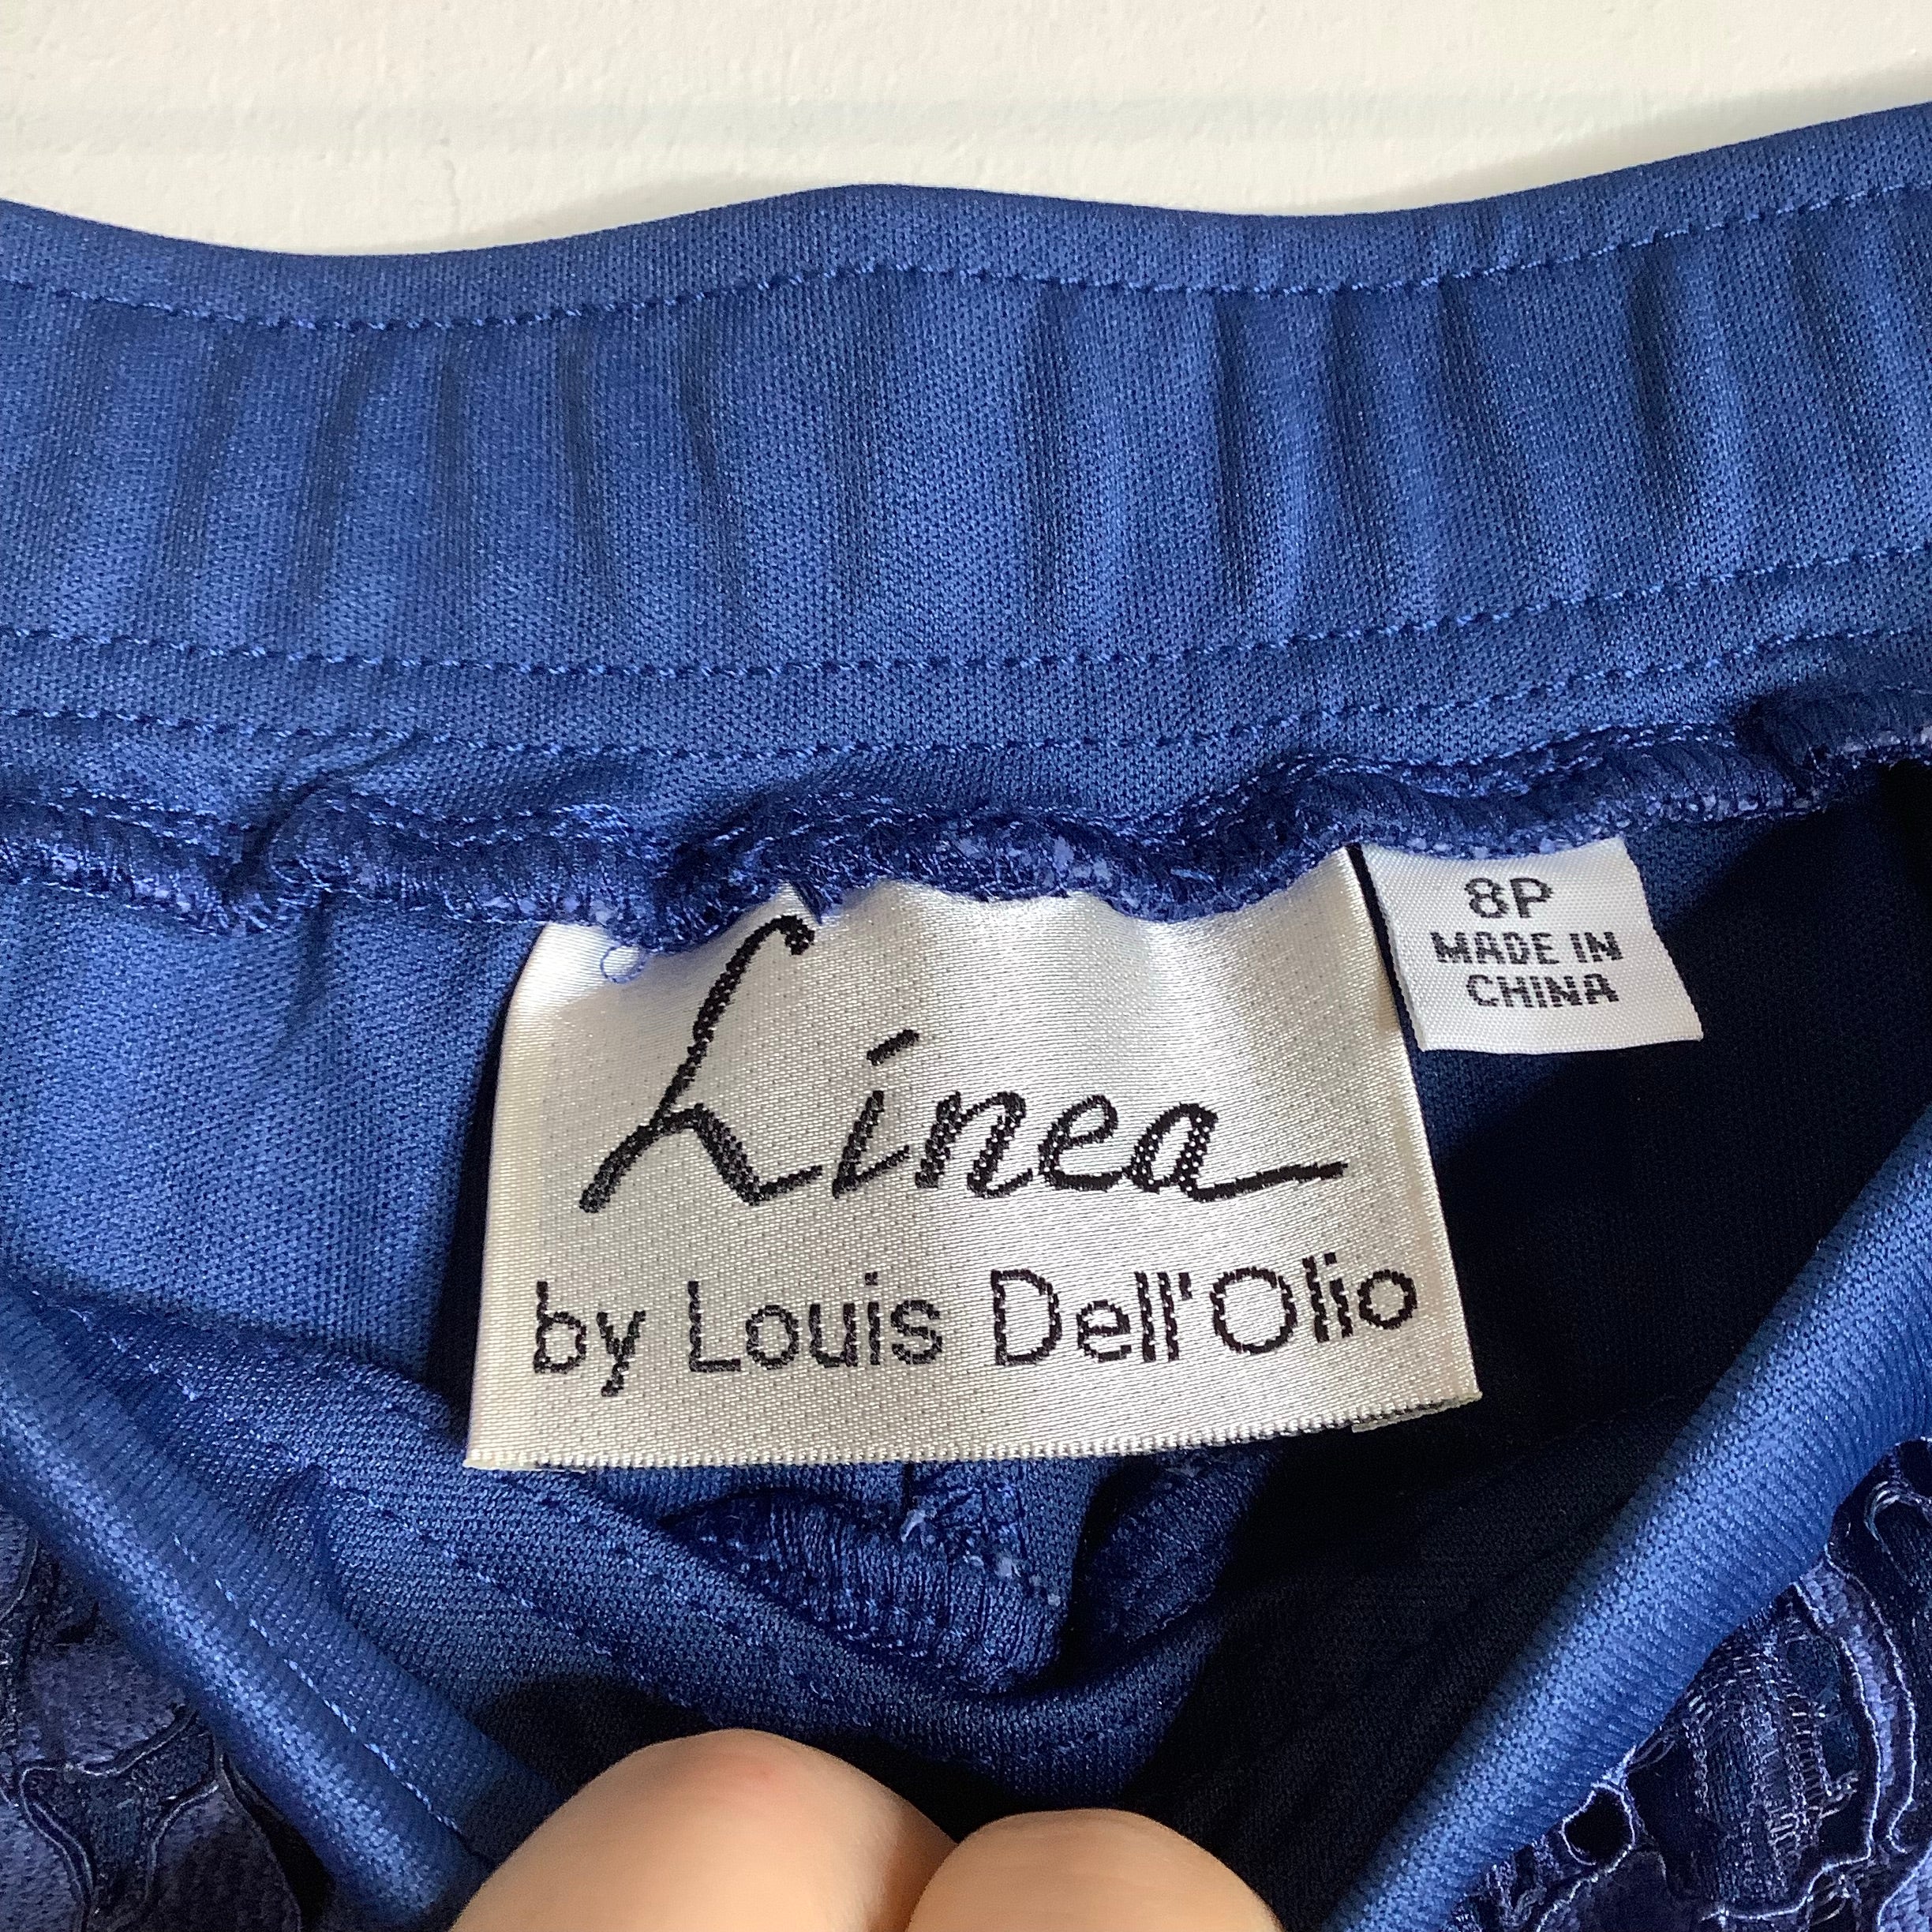 Linea
by Louis Dell'Olio
8P
MADE IN
CHINA